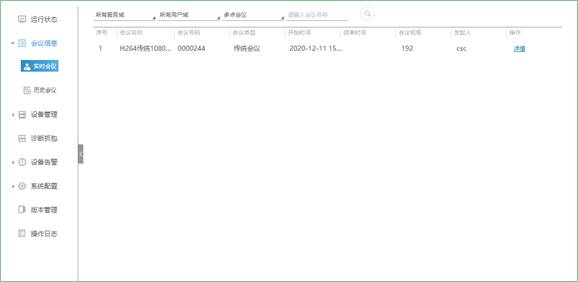 运行状态
会议信息
实时会议
历史会议
设备管理
诊断抓包
设备告警
系统配置
版本管理
操作日志
所有服务域 所有用户域 多点会议 请输入会议名称
序号 会议名称 会议号码 会议类型 开始时间 结束时间 会议规模 发起人 操作
1 H264传统1080... 0000244 传统会议 2020-12-11 15... 192 csc 详情